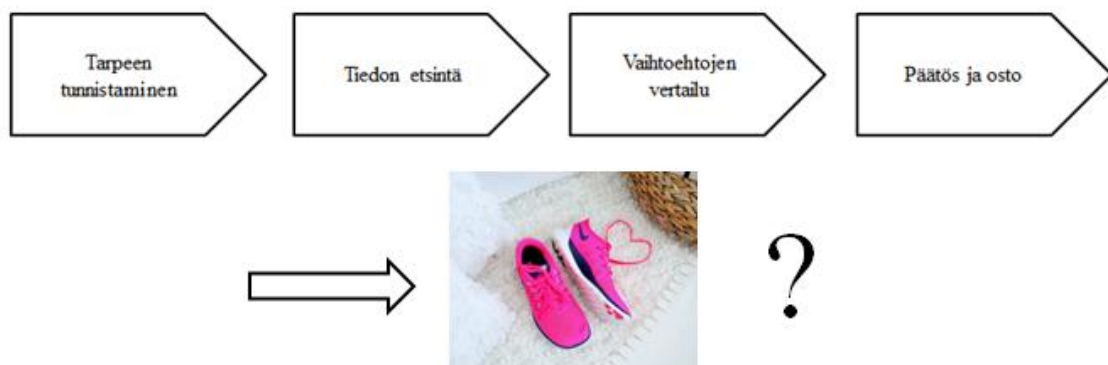 Tarpeen
tunnistaminen
Tiedon etsintä
Vaihtoehtojen
vertailu
Päätös ja osto
?